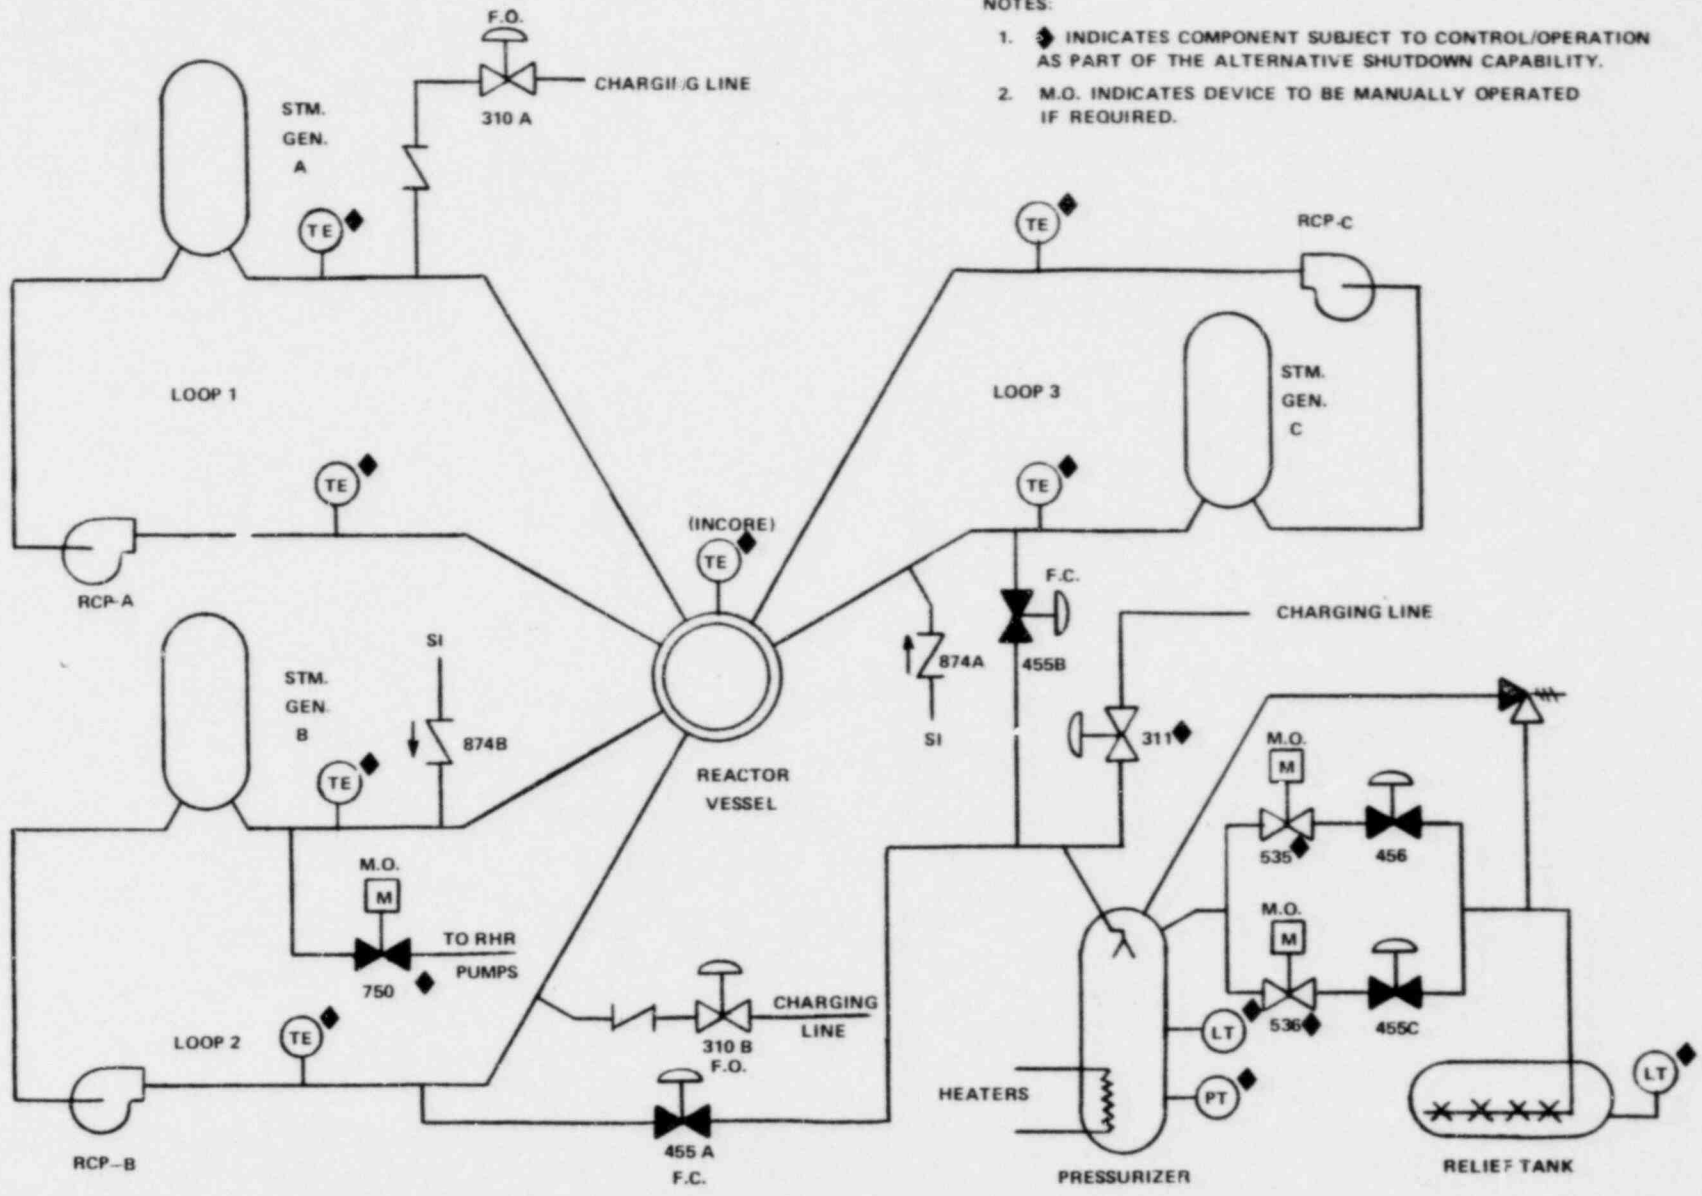 NOTES:
1. ◆ INDICATES COMPONENT SUBJECT TO CONTROL/OPERATION
AS PART OF THE ALTERNATIVE SHUTDOWN CAPABILITY.
2. M.O. INDICATES DEVICE TO BE MANUALLY OPERATED
IF REQUIRED.
F.O.
CHARGING LINE
310 A
STM.
GEN.
A
TE
LOOP 1
TE
RCP-A
TE
RCP-C
LOOP 3
STM.
GEN.
C
TE
(INCORE)
TE
REACTOR
VESSEL
F.C.
455B
874A
SI
CHARGING LINE
311
SI
874B
STM.
GEN.
B
TE
M.O.
M
TO RHR
PUMPS
750
LOOP 2
TE
RCP-B
CHARGING
LINE
310 B
F.O.
455 A
F.C.
M.O.
M
535
456
M.O.
M
536
455C
LT
PT
HEATERS
PRESSURIZER
LT
RELIEF TANK